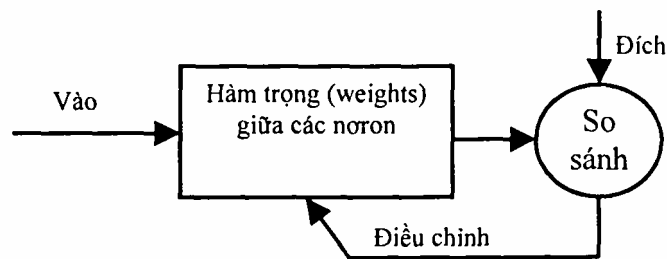 Đích
Vào
Hàm trọng (weights)
giữa các nơron
So
sánh
Điều chỉnh